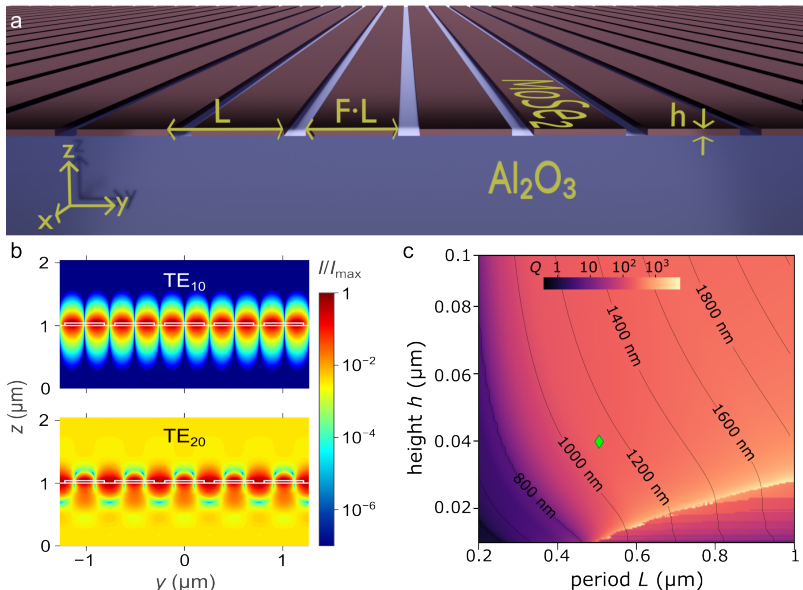 a
L
F·L
MoSe₂
h
z
x
y
Al₂O₃
b
2
TE₁₀
1
0
2
TE₂₀
1
0
z (μm)
−1
0
1
y (μm)
I/Iₘₐₓ
1
10⁻²
10⁻⁴
10⁻⁶
c
Q
1
10
10²
10³
0.1
0.08
0.06
0.04
0.02
height h (μm)
800 nm
1000 nm
1200 nm
1400 nm
1600 nm
1800 nm
0.2
0.4
0.6
0.8
1
period L (μm)